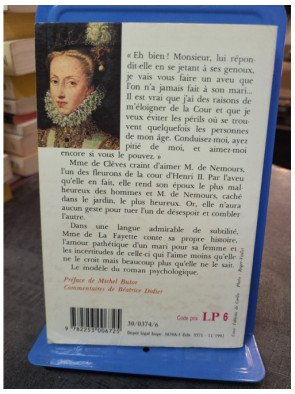 « Eh bien ! Monsieur, lui répon-
dit-elle en se jetant à ses genoux,
je vais vous faire un aveu que
l'on n'a jamais fait à son mari...
Il est vrai que j'ai des raisons de
m'éloigner de la Cour et que je
veux éviter les périls où se trou-
vent quelquefois les personnes
de mon âge. Conduisez-moi, ayez
pitié de moi, et aimez-moi
encore si vous le pouvez. »
Mme de Clèves craint d'aimer M. de Nemours,
l'un des fleurons de la cour d'Henri II. Par l'aveu
qu'elle en fait, elle rend son époux le plus mal-
heureux des hommes et M. de Nemours, caché
dans le jardin, le plus heureux. Or, elle n'aura
aucun geste pour tuer l'un de désespoir et combler
l'autre.
Dans une langue admirable de subtilité,
Mme de La Fayette conte sa propre histoire,
l'amour pathétique d'un mari pour sa femme et
les incertitudes de celle-ci qui l'aime moins qu'elle
ne le croit mais beaucoup plus qu'elle ne le sait.
Le modèle du roman psychologique.
Préface de Michel Butor
Commentaires de Béatrice Didier
30/0374/6
Code prix LP 6
9 782253 006725